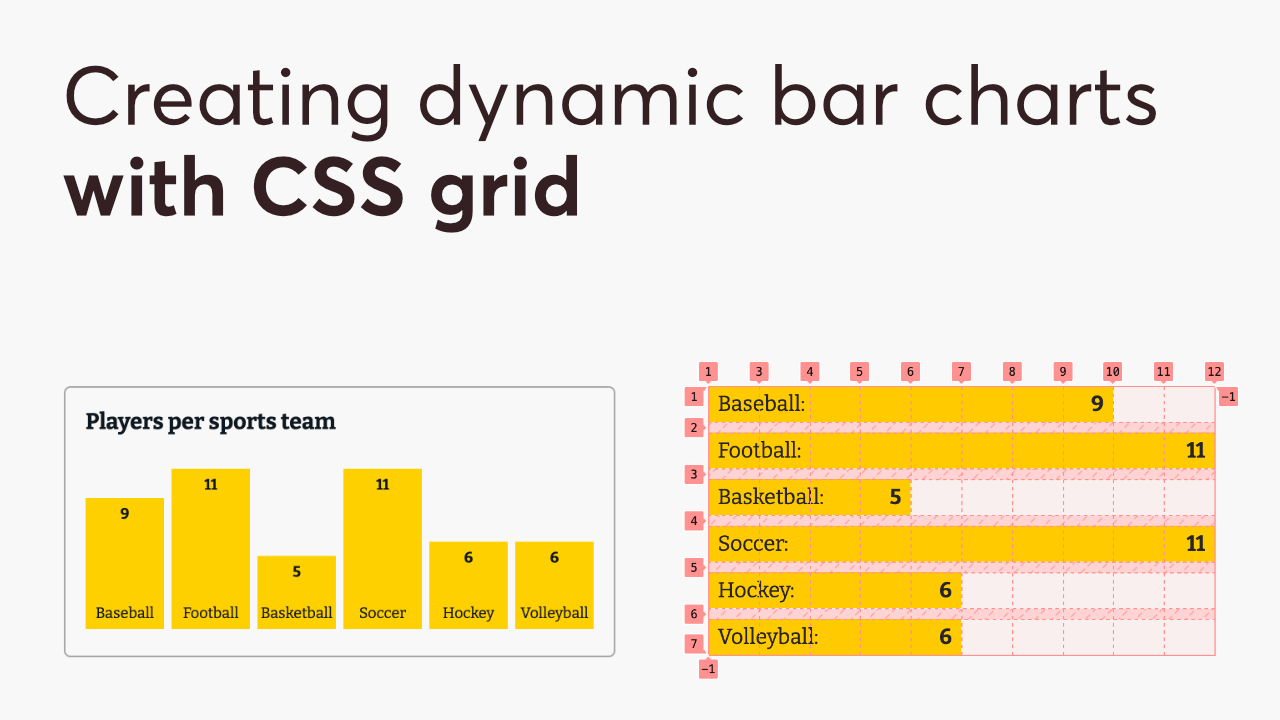 Creating dynamic bar charts
with CSS grid
Players per sports team
9 11 5 11 6 6
Baseball Football Basketball Soccer Hockey Volleyball
1 3 4 5 6 7 8 9 10 11 12
1 Baseball: 9 −1
2
Football: 11
3
Basketball: 5
4
Soccer: 11
5
Hockey: 6
6
Volleyball: 6
7
−1